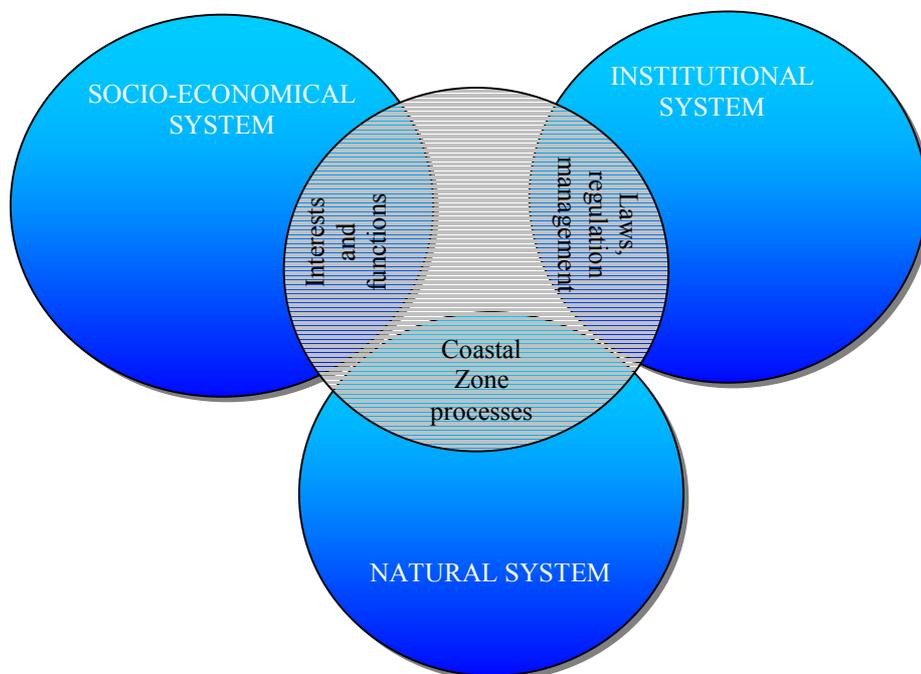 SOCIO-ECONOMICAL
SYSTEM
INSTITUTIONAL
SYSTEM
Interests
and
functions
Laws,
regulation
management
Coastal
Zone
processes
NATURAL SYSTEM